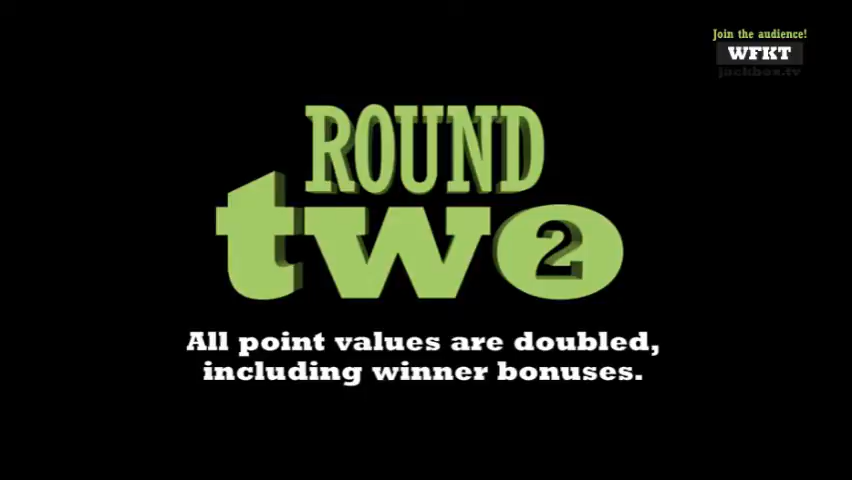 Join the audience!
WFKT
jackbox.tv
ROUND
two
2
All point values are doubled,
including winner bonuses.